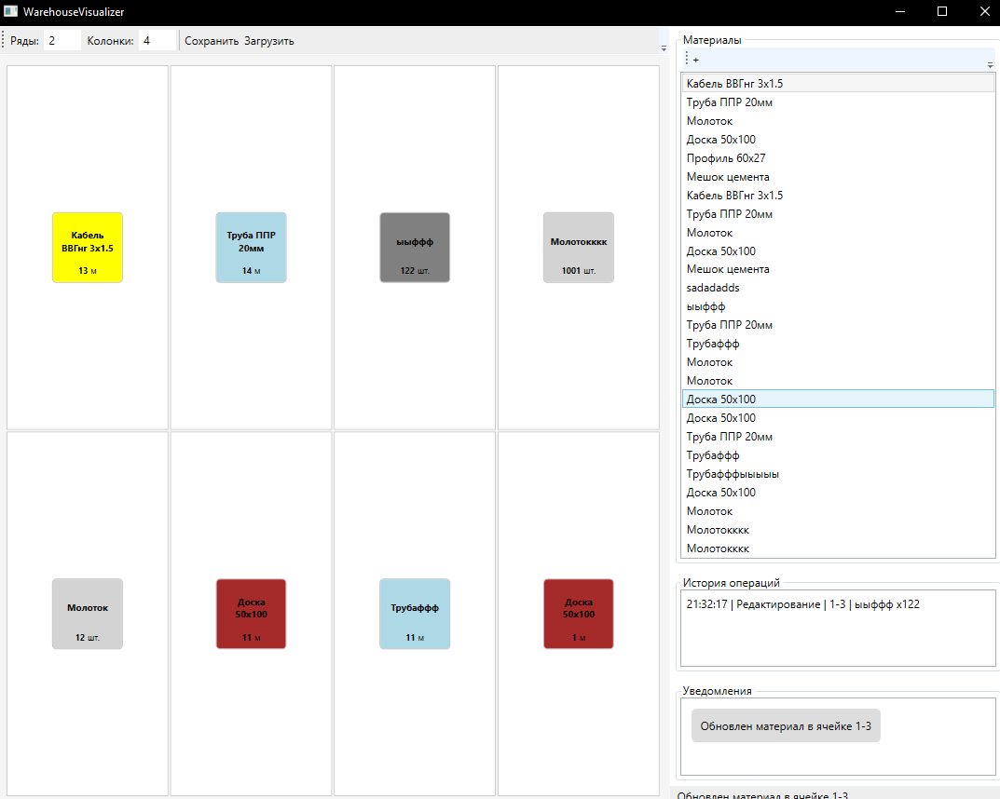 WarehouseVisualizer
Ряды: 2 Колонки: 4 Сохранить Загрузить
Кабель
ВВГнг 3x1.5
13 м
Труба ППР
20мм
14 м
ыыффф
122 шт.
Молотокккк
1001 шт.
Молоток
12 шт.
Доска
50x100
11 м
Трубаффф
11 м
Доска
50x100
1 м
Материалы
+
Кабель ВВГнг 3x1.5
Труба ППР 20мм
Молоток
Доска 50x100
Профиль 60x27
Мешок цемента
Кабель ВВГнг 3x1.5
Труба ППР 20мм
Молоток
Доска 50x100
Мешок цемента
sadadadds
ыыффф
Труба ППР 20мм
Трубаффф
Молоток
Молоток
Доска 50x100
Доска 50x100
Труба ППР 20мм
Трубаффф
Трубафффыыыыы
Доска 50x100
Молоток
Молотокккк
Молотокккк
История операций
21:32:17 | Редактирование | 1-3 | ыыффф x122
Уведомления
Обновлен материал в ячейке 1-3
Обновлен материал в ячейке 1-3